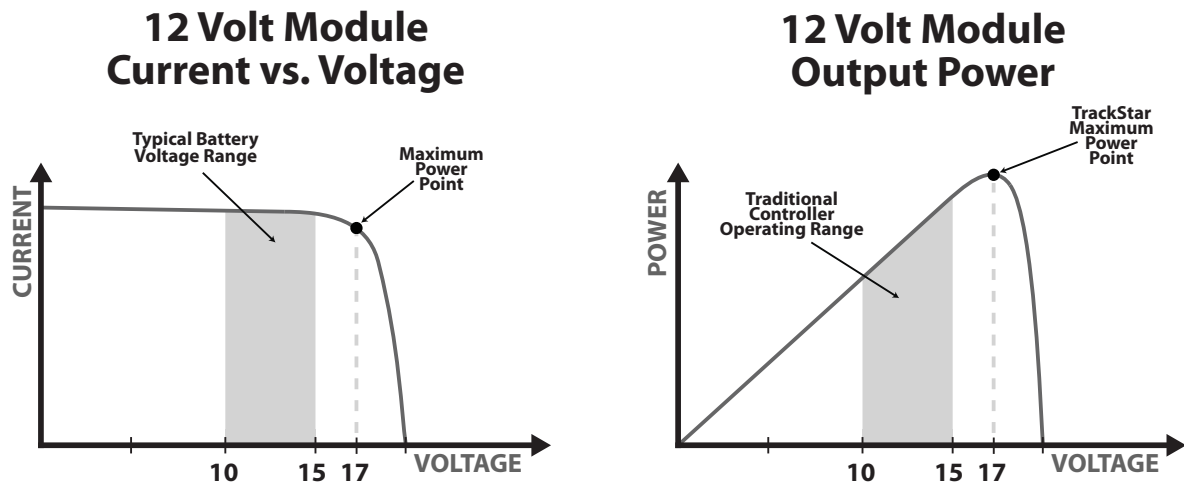 12 Volt Module
Current vs. Voltage
Typical Battery
Voltage Range
Maximum
Power
Point
CURRENT
10
15
17
VOLTAGE
12 Volt Module
Output Power
TrackStar
Maximum
Power
Point
Traditional
Controller
Operating Range
POWER
10
15
17
VOLTAGE